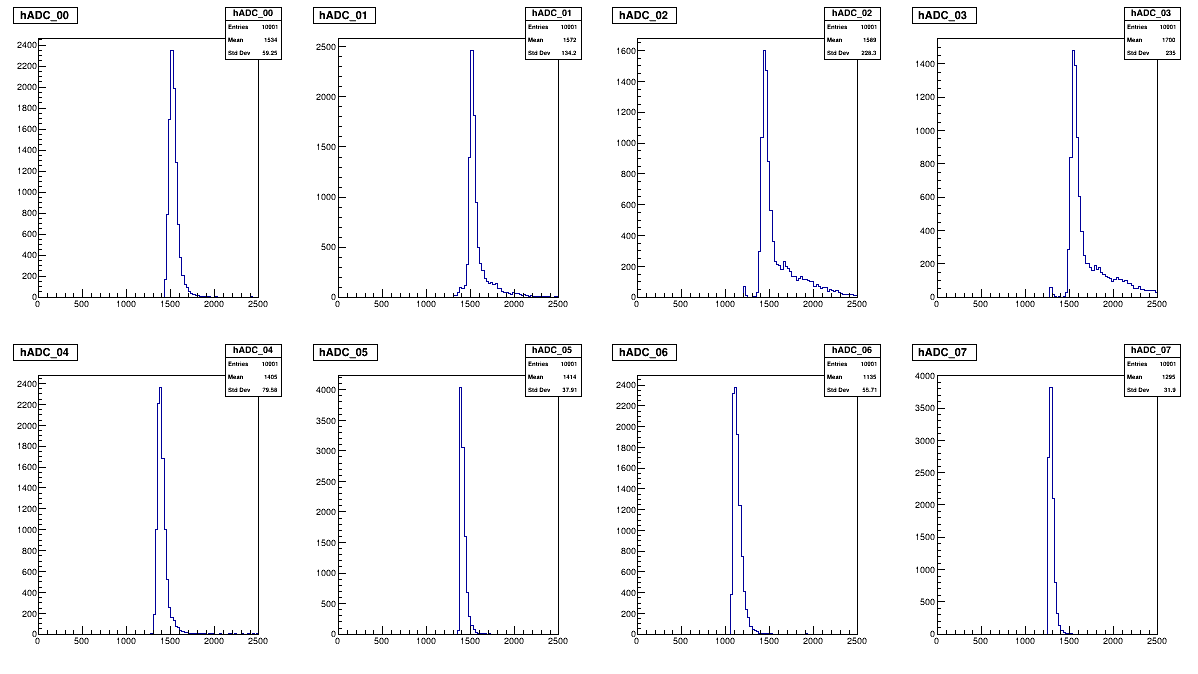 hADC_00
hADC_00
Entries 10001
Mean 1534
Std Dev 59.25
2400
2200
2000
1800
1600
1400
1200
1000
800
600
400
200
0
0 500 1000 1500 2000 2500
hADC_01
hADC_01
Entries 10001
Mean 1572
Std Dev 134.2
2500
2000
1500
1000
500
0
0 500 1000 1500 2000 2500
hADC_02
hADC_02
Entries 10001
Mean 1589
Std Dev 228.3
1600
1400
1200
1000
800
600
400
200
0
0 500 1000 1500 2000 2500
hADC_03
hADC_03
Entries 10001
Mean 1700
Std Dev 235
1400
1200
1000
800
600
400
200
0
0 500 1000 1500 2000 2500
hADC_04
hADC_04
Entries 10001
Mean 1405
Std Dev 79.58
2400
2200
2000
1800
1600
1400
1200
1000
800
600
400
200
0
0 500 1000 1500 2000 2500
hADC_05
hADC_05
Entries 10001
Mean 1414
Std Dev 37.91
4000
3500
3000
2500
2000
1500
1000
500
0
0 500 1000 1500 2000 2500
hADC_06
hADC_06
Entries 10001
Mean 1135
Std Dev 55.71
2400
2200
2000
1800
1600
1400
1200
1000
800
600
400
200
0
0 500 1000 1500 2000 2500
hADC_07
hADC_07
Entries 10001
Mean 1295
Std Dev 31.9
4000
3500
3000
2500
2000
1500
1000
500
0
0 500 1000 1500 2000 2500